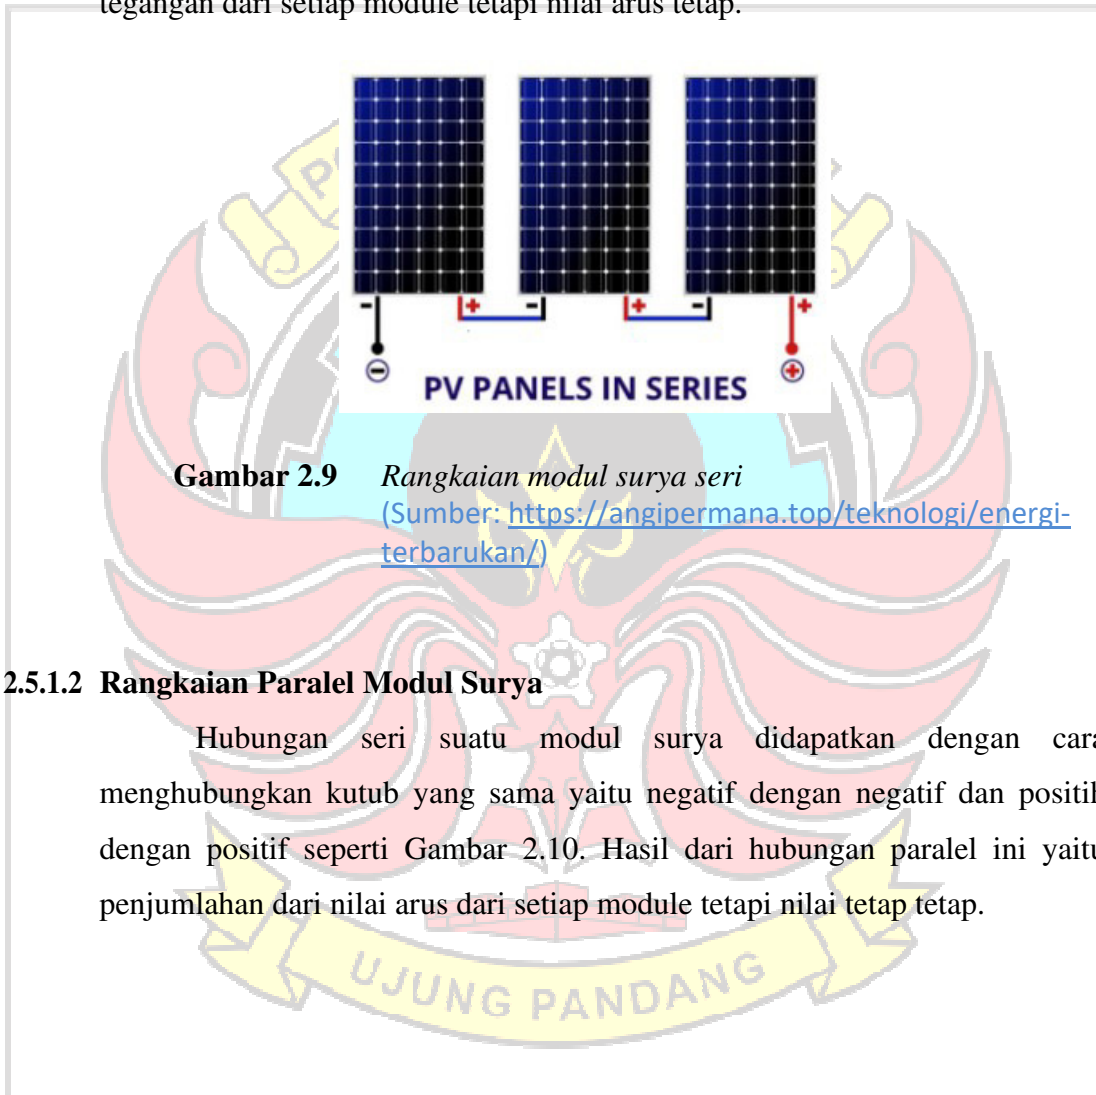 tegangan dari setiap module tetapi nilai arus tetap.
- + - + - +
PV PANELS IN SERIES
Gambar 2.9 Rangkaian modul surya seri
(Sumber: https://angipermana.top/teknologi/energi-
terbarukan/)
2.5.1.2 Rangkaian Paralel Modul Surya
Hubungan seri suatu modul surya didapatkan dengan cara
menghubungkan kutub yang sama yaitu negatif dengan negatif dan positih
dengan positif seperti Gambar 2.10. Hasil dari hubungan paralel ini yaitu
penjumlahan dari nilai arus dari setiap module tetapi nilai tetap tetap.
UJUNG PANDANG